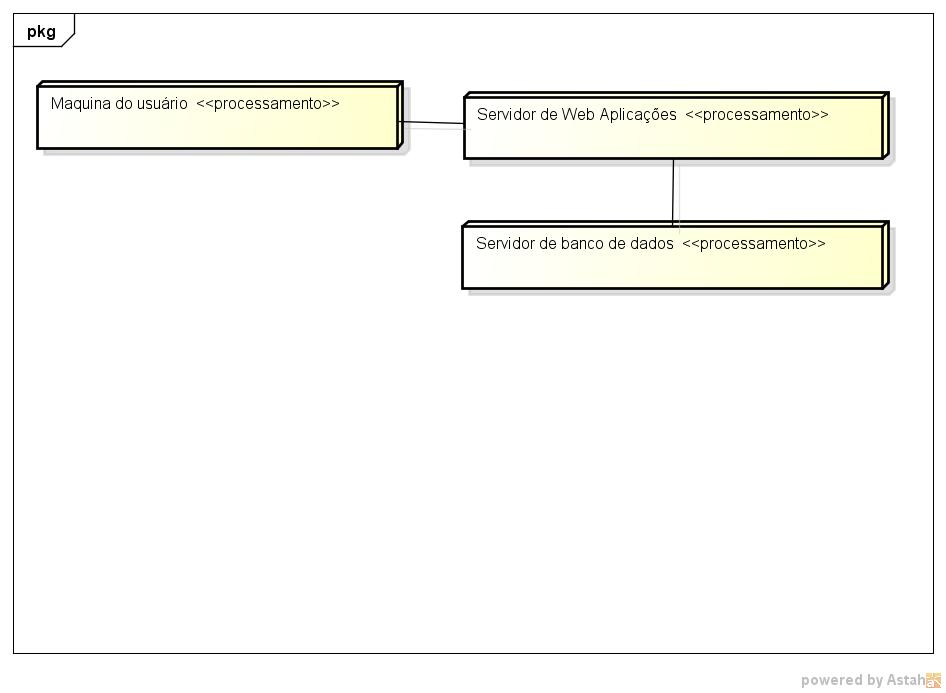 pkg
Maquina do usuário <<processamento>>
Servidor de Web Aplicações <<processamento>>
Servidor de banco de dados <<processamento>>
powered by Astah